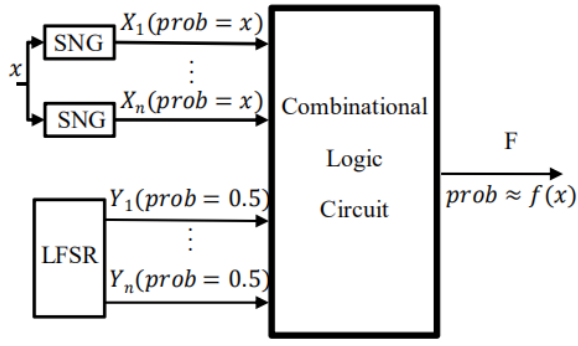 x
SNG
X₁(prob = x)
⋮
SNG
Xₙ(prob = x)
LFSR
Y₁(prob = 0.5)
⋮
Yₙ(prob = 0.5)
Combinational
Logic
Circuit
F
prob ≈ f(x)